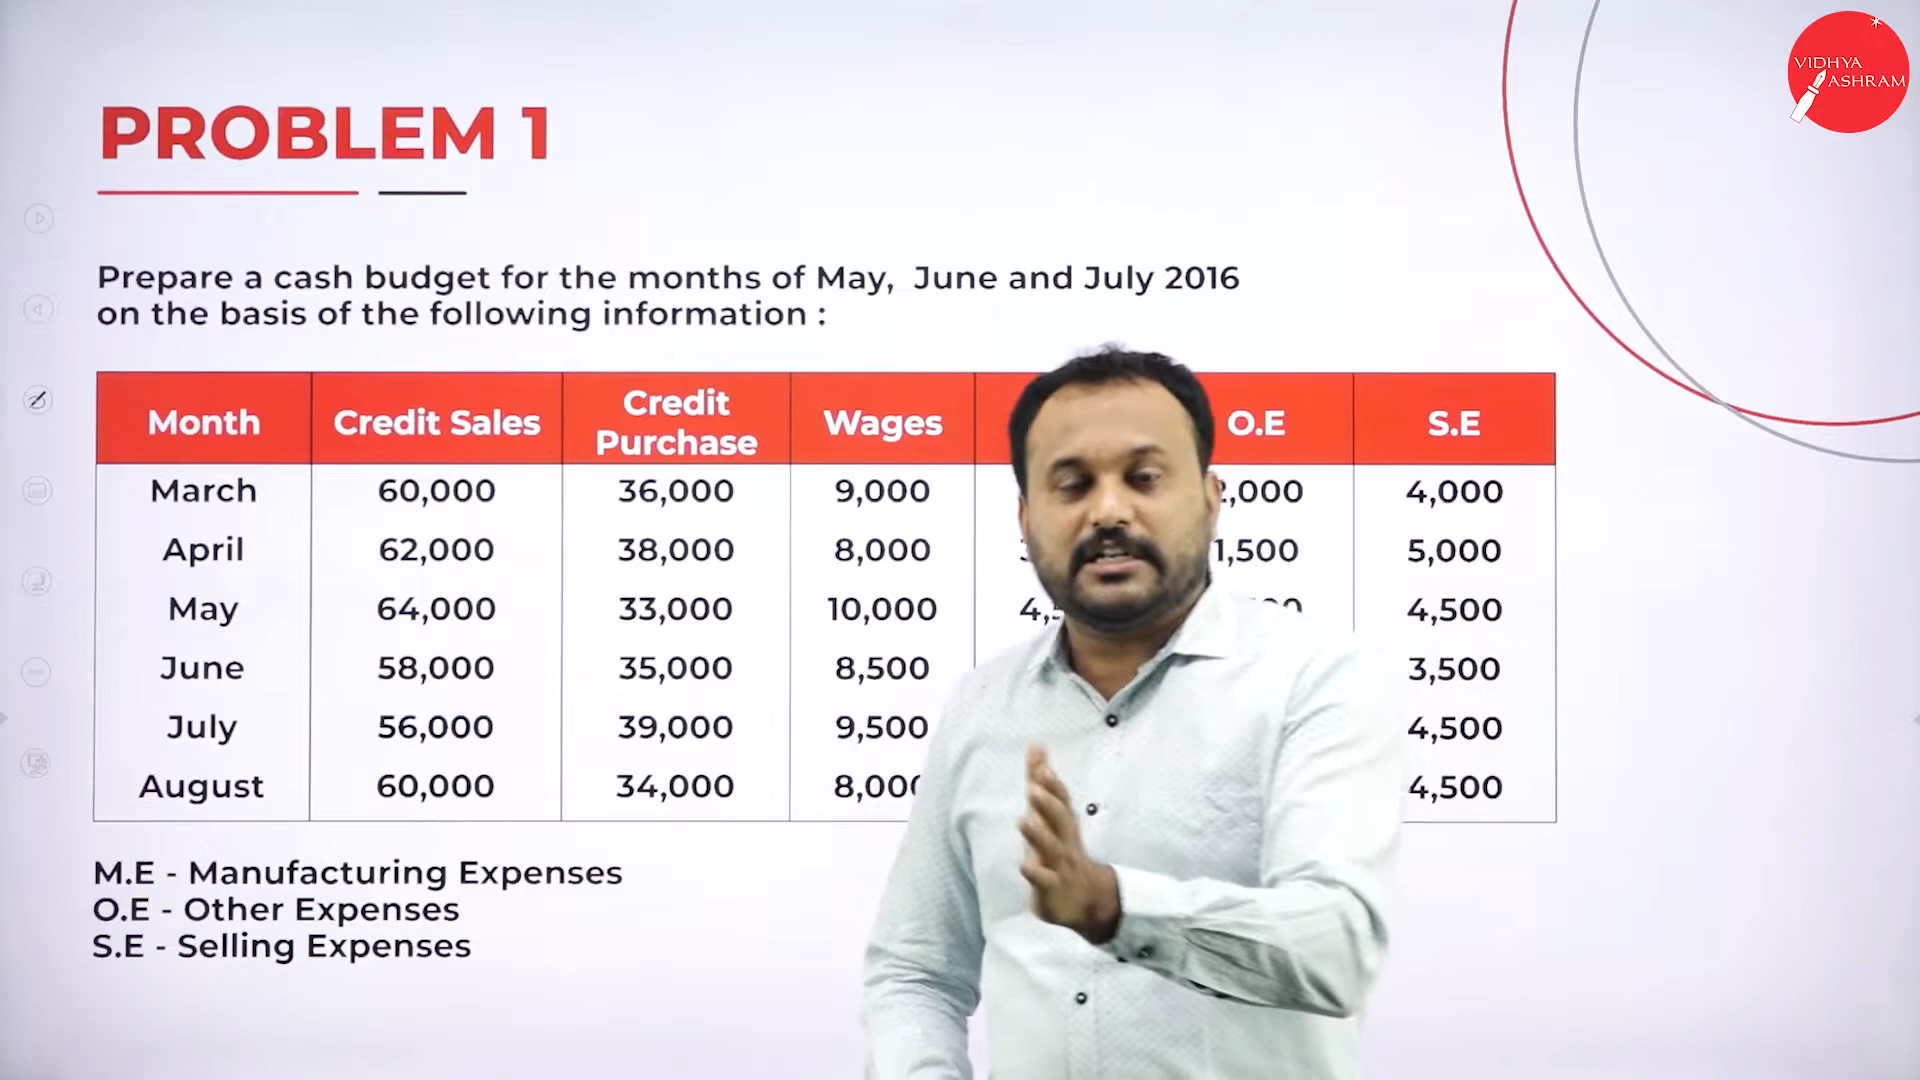 VIDHYA
ASHRAM
PROBLEM 1
Prepare a cash budget for the months of May, June and July 2016
on the basis of the following information :
Month Credit Sales Credit Purchase Wages O.E S.E
March 60,000 36,000 9,000 4,000
April 62,000 38,000 8,000 1,500 5,000
May 64,000 33,000 10,000 4,500
June 58,000 35,000 8,500 3,500
July 56,000 39,000 9,500 4,500
August 60,000 34,000 4,500
M.E - Manufacturing Expenses
O.E - Other Expenses
S.E - Selling Expenses